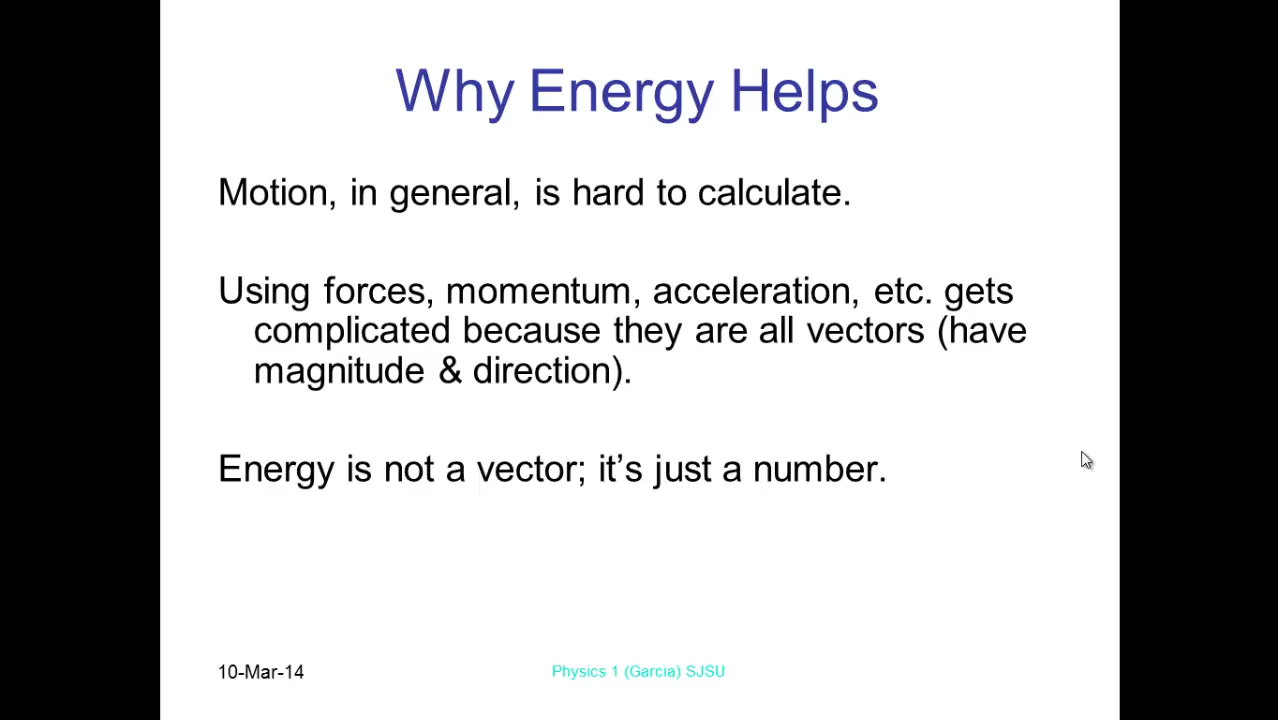 Why Energy Helps
Motion, in general, is hard to calculate.
Using forces, momentum, acceleration, etc. gets
complicated because they are all vectors (have
magnitude & direction).
Energy is not a vector; it’s just a number.
10-Mar-14
Physics 1 (Garcia) SJSU